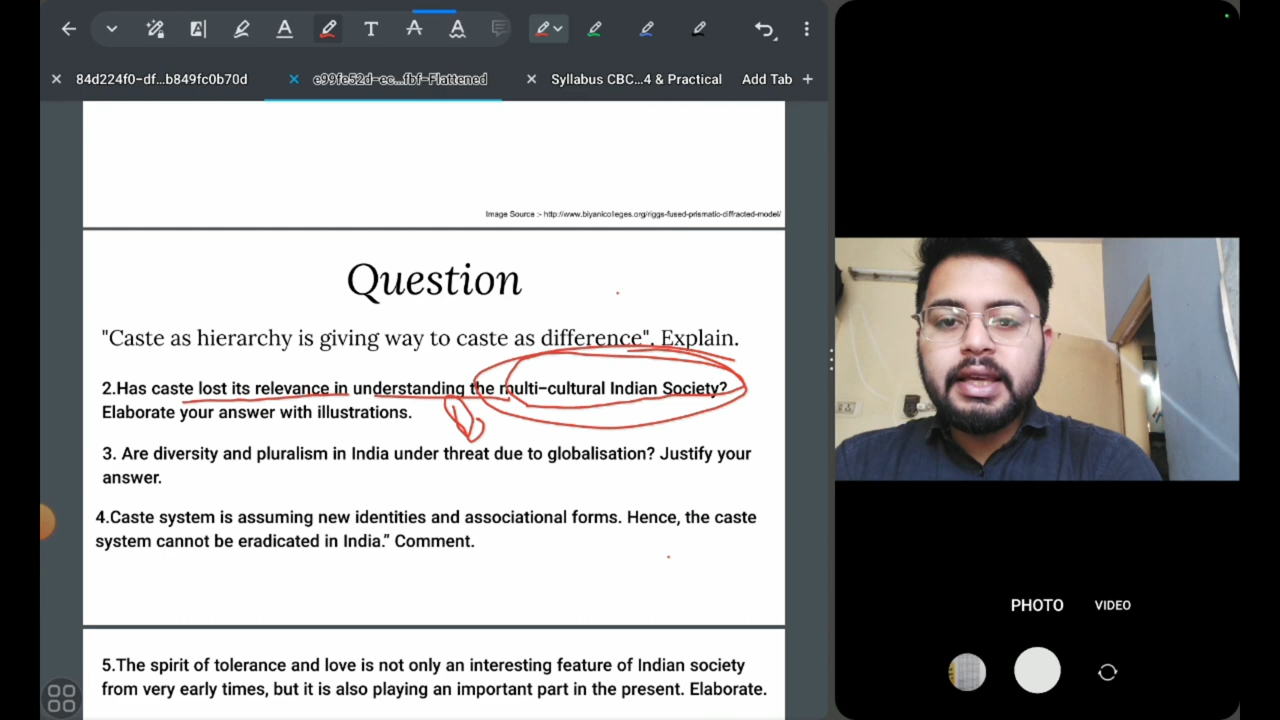 84d224f0-df...b849fc0b70d
e99fe52d-ec...fbf-Flattened
Syllabus CBC...4 & Practical
Add Tab +
Image Source :- http://www.biyanicolleges.org/riggs-fused-prismatic-diffracted-model/
Question
"Caste as hierarchy is giving way to caste as difference". Explain.
2.Has caste lost its relevance in understanding the multi-cultural Indian Society?
Elaborate your answer with illustrations.
3. Are diversity and pluralism in India under threat due to globalisation? Justify your
answer.
4.Caste system is assuming new identities and associational forms. Hence, the caste
system cannot be eradicated in India.” Comment.
5.The spirit of tolerance and love is not only an interesting feature of Indian society
from very early times, but it is also playing an important part in the present. Elaborate.
PHOTO
VIDEO